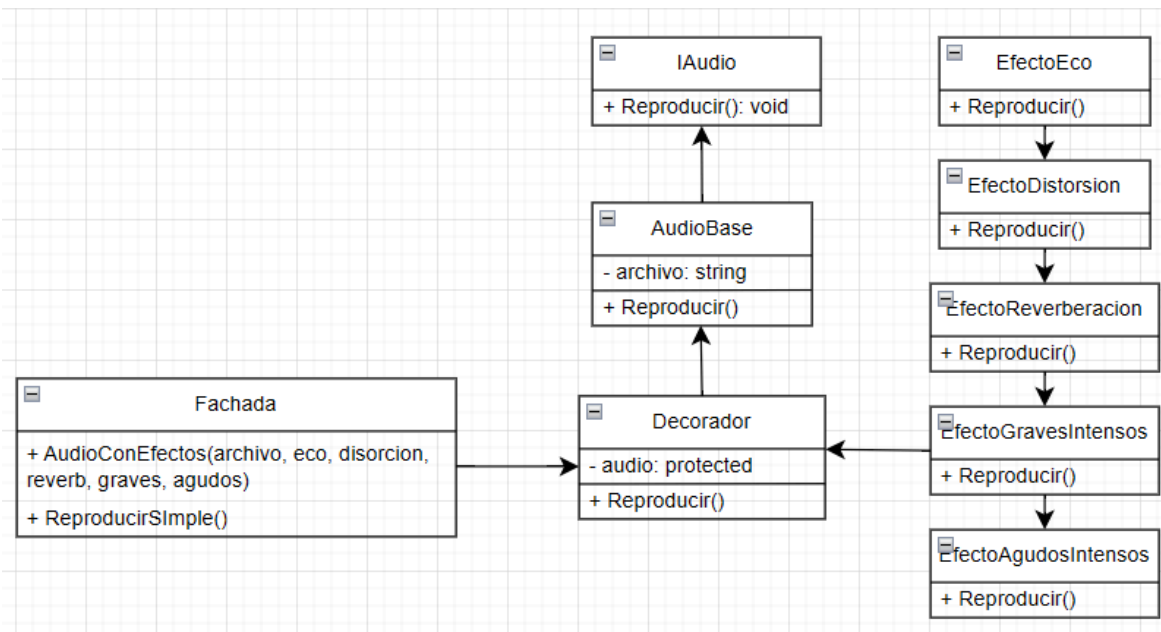 IAudio
+ Reproducir(): void
AudioBase
- archivo: string
+ Reproducir()
Fachada
+ AudioConEfectos(archivo, eco, disorcion,
reverb, graves, agudos)
+ ReproducirSImple()
Decorador
- audio: protected
+ Reproducir()
EfectoEco
+ Reproducir()
EfectoDistorsion
+ Reproducir()
EfectoReverberacion
+ Reproducir()
EfectoGravesIntensos
+ Reproducir()
EfectoAgudosIntensos
+ Reproducir()